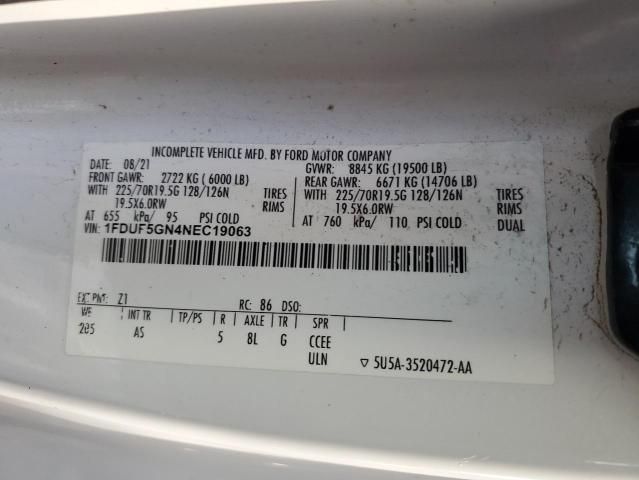 INCOMPLETE VEHICLE MFD. BY FORD MOTOR COMPANY
DATE: 08/21 GVWR: 8845 KG (19500 LB)
FRONT GAWR: 2722 KG ( 6000 LB) REAR GAWR: 6671 KG (14706 LB)
WITH 225/70R19.5G 128/126N TIRES WITH 225/70R19.5G 128/126N TIRES
19.5X6.0RW RIMS 19.5X6.0RW RIMS
AT 655 kPa/ 95 PSI COLD AT 760 kPa/ 110 PSI COLD DUAL
VIN: 1FDUF5GN4NEC19063
EXT PNT: Z1 RC: 86 DSO:
WB INT TR TP/PS R AXLE TR SPR
205 AS 5 8L G CCEE
ULN ▽ 5U5A-3520472-AA